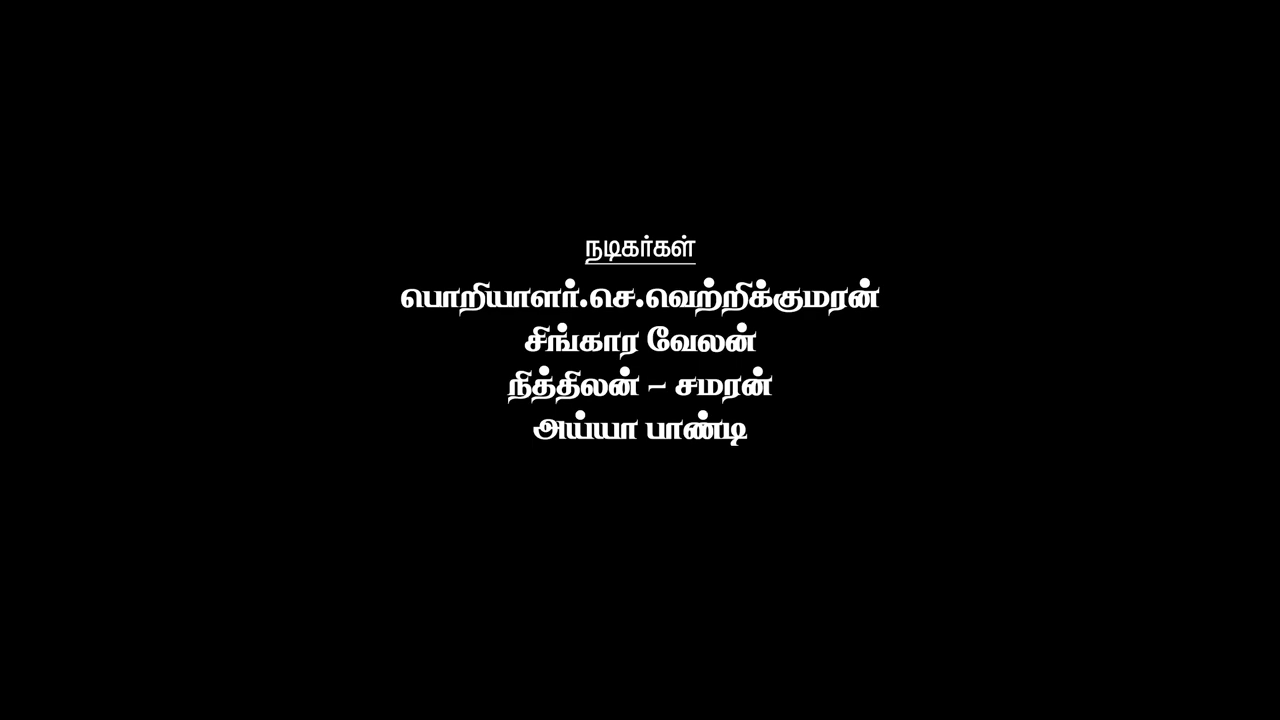 நடிகர்கள்
பொறியாளர்.செ.வெற்றிக்குமரன்
சிங்கார வேலன்
நித்திலன் – சமரன்
அய்யா பாண்டி